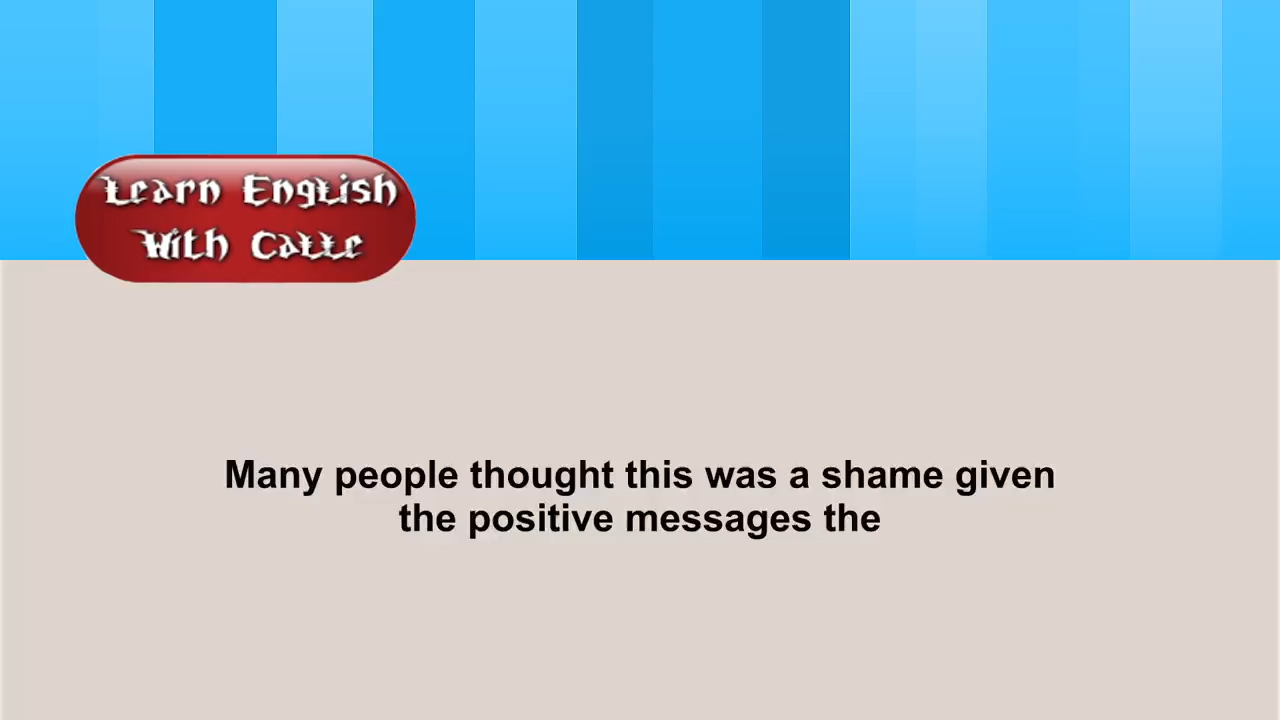 Learn English
With Catte
Many people thought this was a shame given
the positive messages the